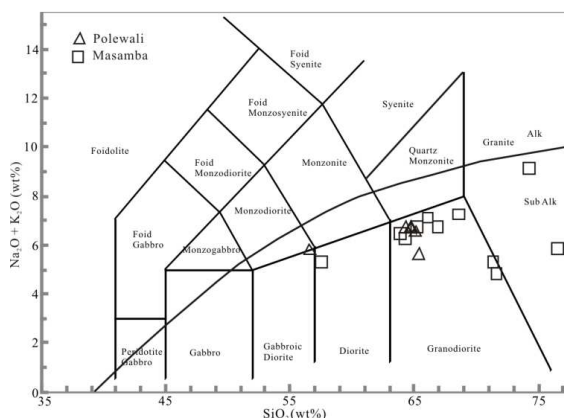 14
12
10
8
6
4
2
0
Na₂O + K₂O (wt%)
Polewali
Masamba
Foid
Syenite
Foid
Monzosyenite
Syenite
Foidolite
Foid
Monzodiorite
Monzonite
Quartz
Monzonite
Granite
Alk
Sub Alk
Foid
Gabbro
Monzodiorite
Monzogabbro
Peridotite
Gabbro
Gabbro
Gabbroic
Diorite
Diorite
Granodiorite
35
45
55
65
75
SiO₂(wt%)